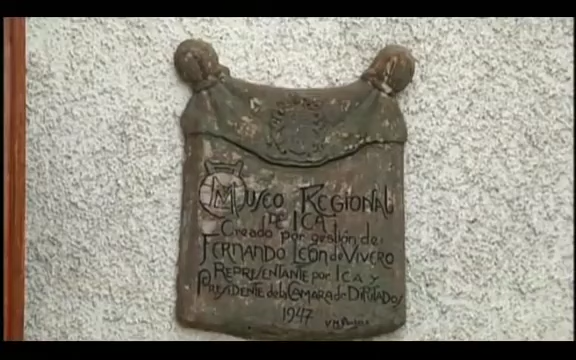 Museo Regional
de Ica
Creado por gestión de
Fernando León de Vivero
Representante por Ica y
Presidente de la Camara de Diputados
1947